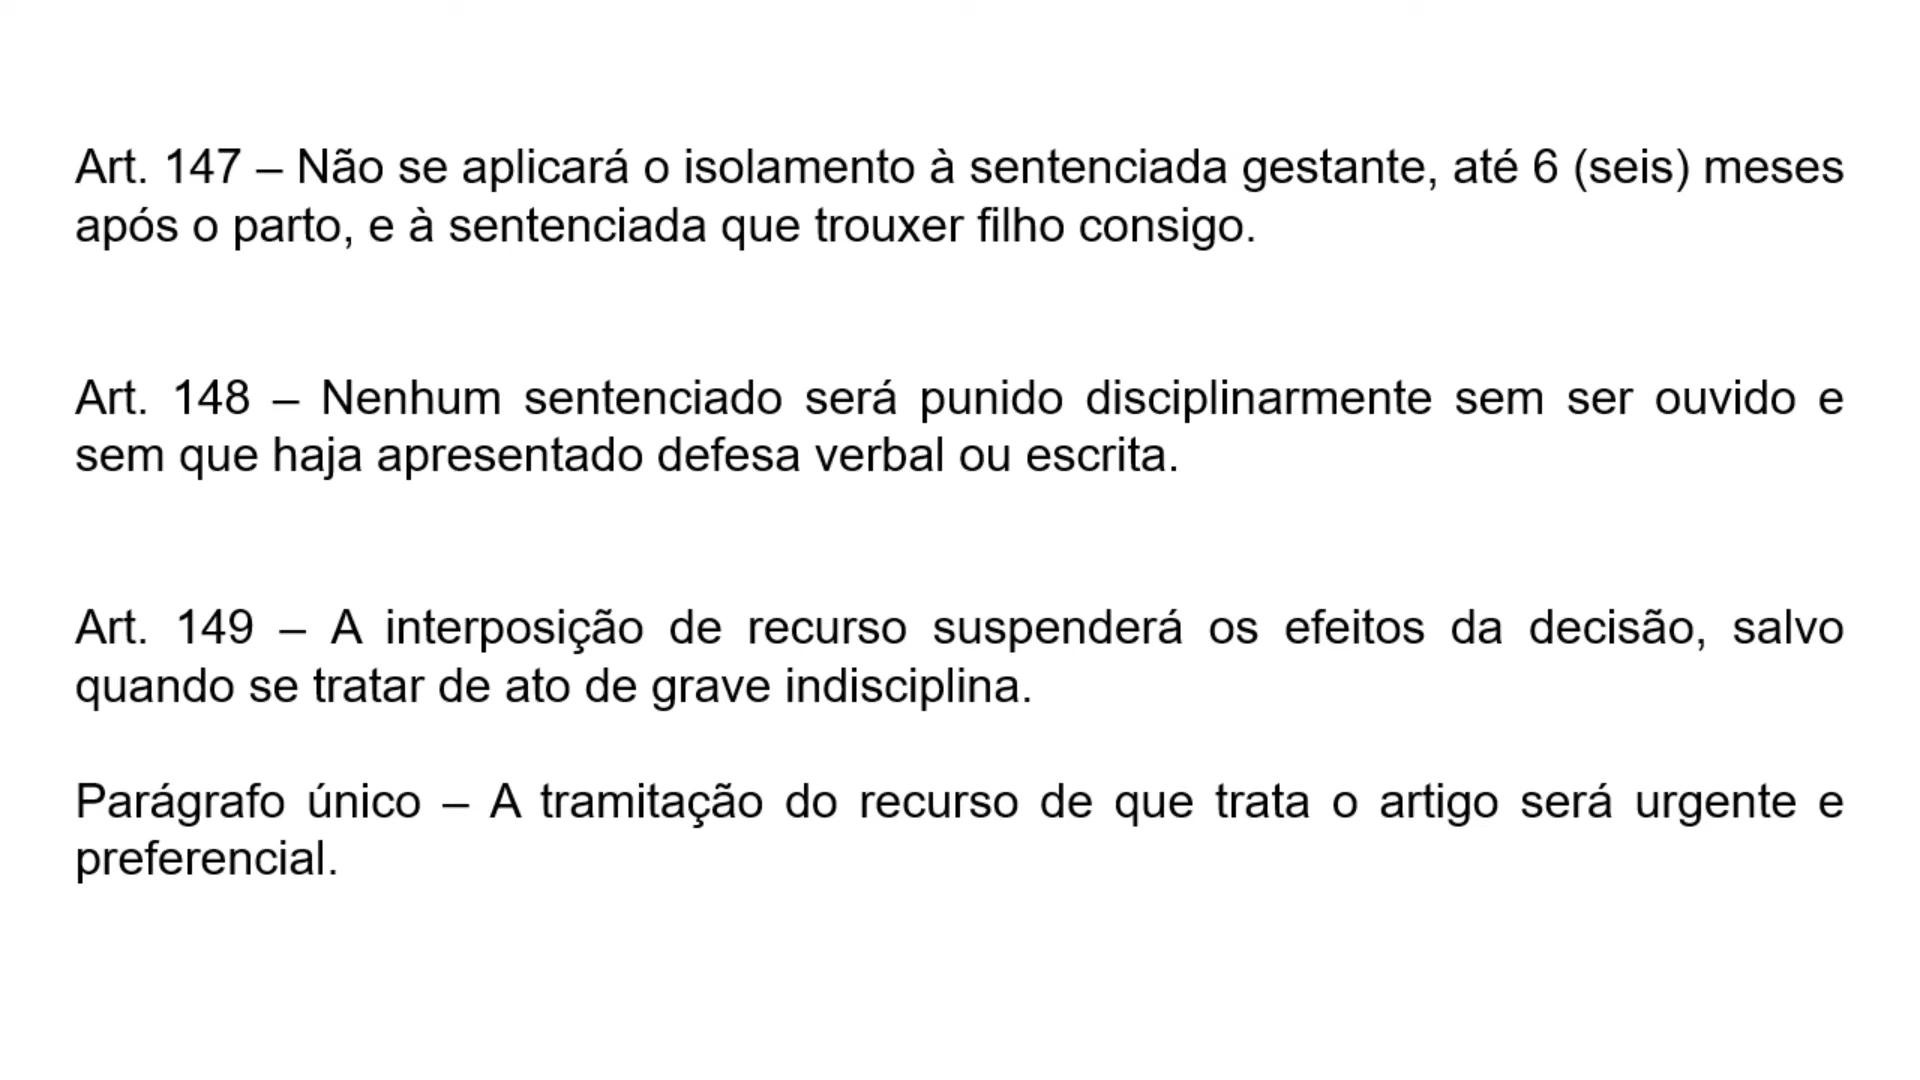 Art. 147 – Não se aplicará o isolamento à sentenciada gestante, até 6 (seis) meses
após o parto, e à sentenciada que trouxer filho consigo.
Art. 148 – Nenhum sentenciado será punido disciplinarmente sem ser ouvido e
sem que haja apresentado defesa verbal ou escrita.
Art. 149 – A interposição de recurso suspenderá os efeitos da decisão, salvo
quando se tratar de ato de grave indisciplina.
Parágrafo único – A tramitação do recurso de que trata o artigo será urgente e
preferencial.